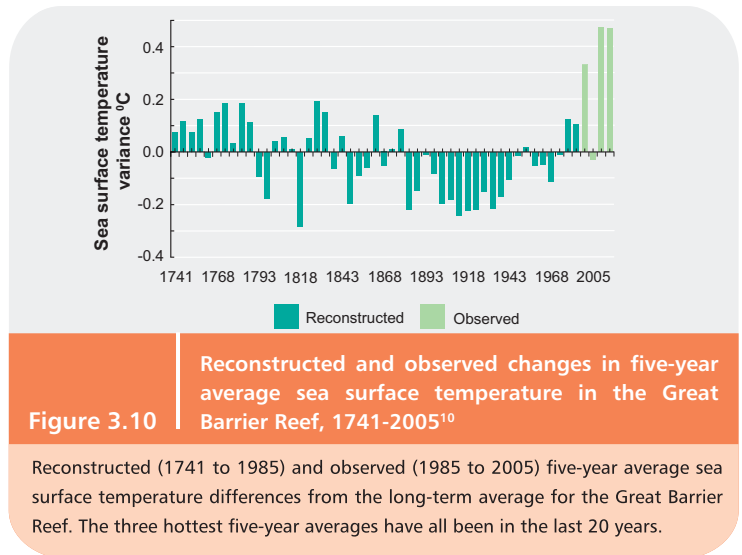 Sea surface temperature
variance ⁰C
0.4
0.2
0.0
-0.2
-0.4
1741 1768 1793 1818 1843 1868 1893 1918 1943 1968 2005
Reconstructed Observed
Figure 3.10
Reconstructed and observed changes in five-year
average sea surface temperature in the Great
Barrier Reef, 1741-2005¹⁰
Reconstructed (1741 to 1985) and observed (1985 to 2005) five-year average sea
surface temperature differences from the long-term average for the Great Barrier
Reef. The three hottest five-year averages have all been in the last 20 years.